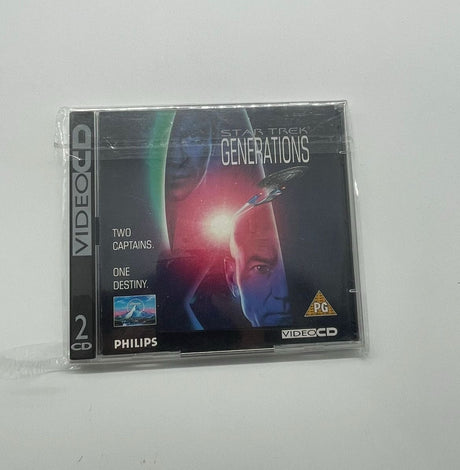 VIDEO CD
2
CD
STAR TREK
GENERATIONS
TWO
CAPTAINS.
ONE
DESTINY.
PHILIPS
PG
VIDEO CD